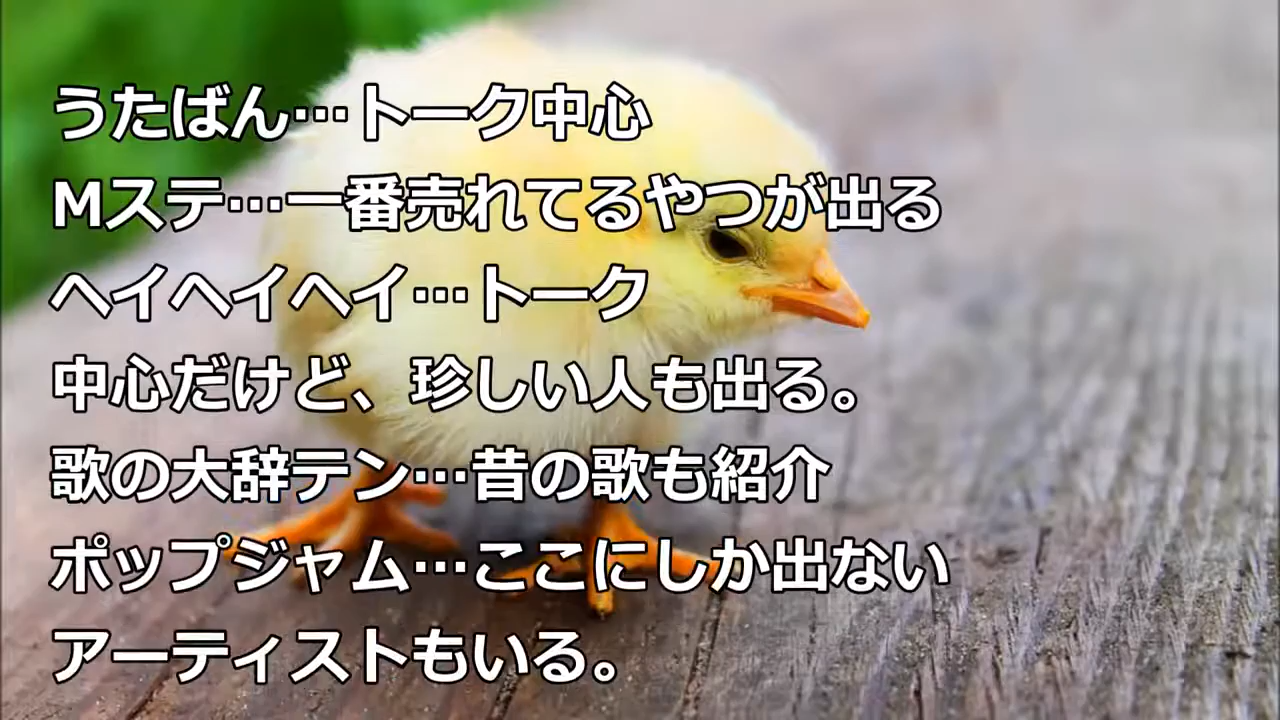 うたばん…トーク中心
Mステ…一番売れてるやつが出る
ヘイヘイヘイ…トーク
中心だけど、珍しい人も出る。
歌の大辞テン…昔の歌も紹介
ポップジャム…ここにしか出ない
アーティストもいる。